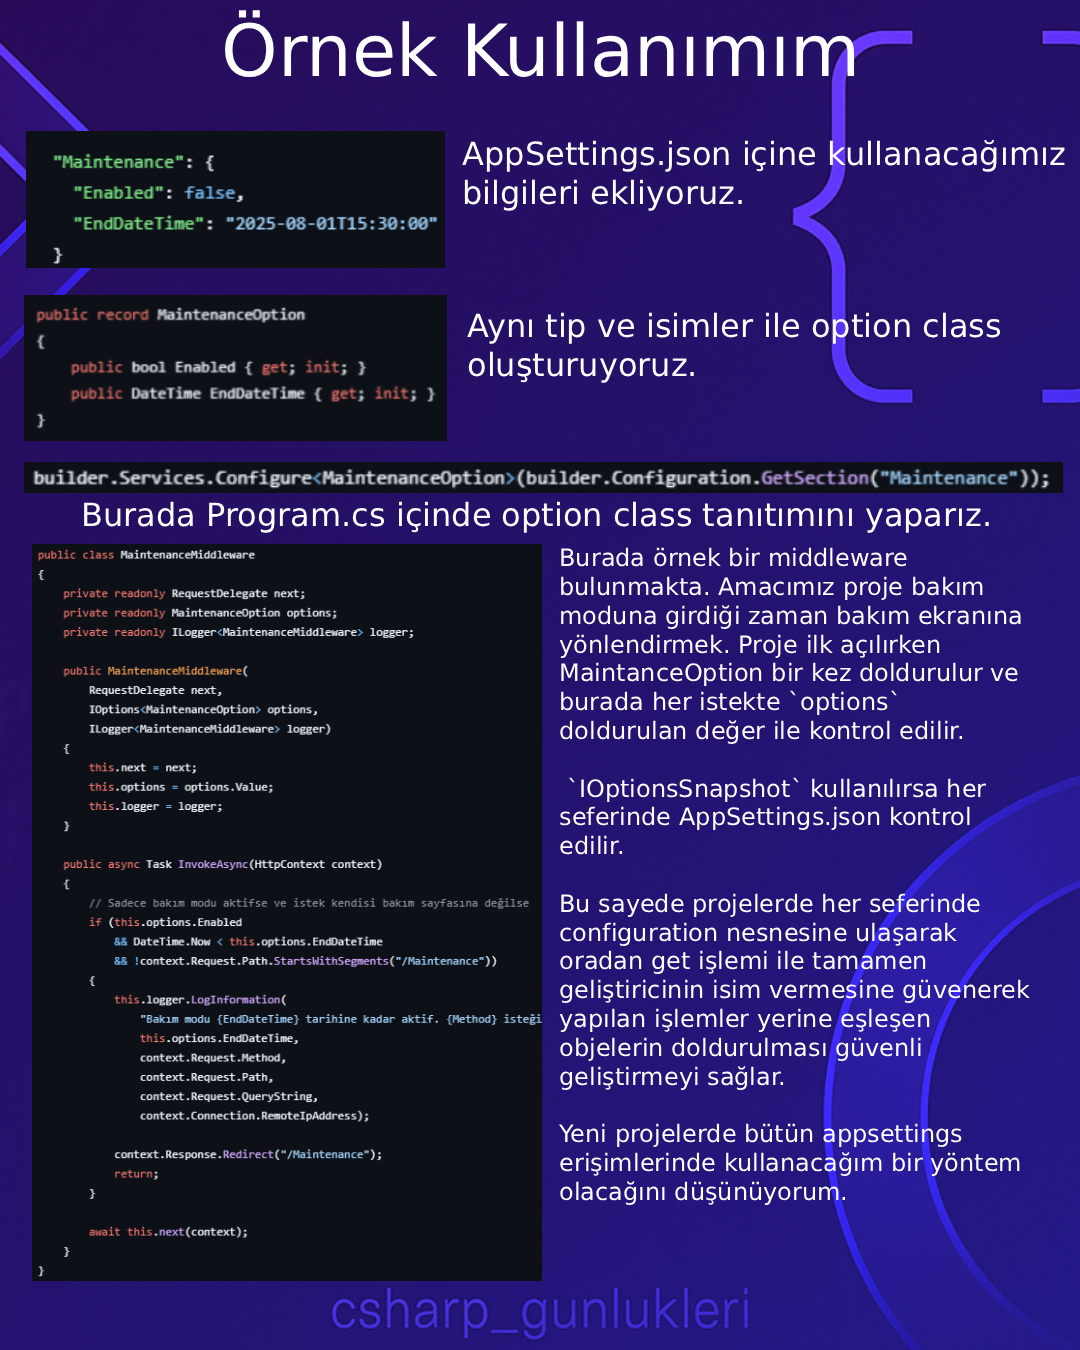 Örnek Kullanımım
"Maintenance": {
"Enabled": false,
"EndDateTime": "2025-08-01T15:30:00"
}
AppSettings.json içine kullanacağımız
bilgileri ekliyoruz.
public record MaintenanceOption
{
public bool Enabled { get; init; }
public DateTime EndDateTime { get; init; }
}
Aynı tip ve isimler ile option class
oluşturuyoruz.
builder.Services.Configure<MaintenanceOption>(builder.Configuration.GetSection("Maintenance"));
Burada Program.cs içinde option class tanıtımını yaparız.
public class MaintenanceMiddleware
{
private readonly RequestDelegate next;
private readonly MaintenanceOption options;
private readonly ILogger<MaintenanceMiddleware> logger;
public MaintenanceMiddleware(
RequestDelegate next,
IOptions<MaintenanceOption> options,
ILogger<MaintenanceMiddleware> logger)
{
this.next = next;
this.options = options.Value;
this.logger = logger;
}
public async Task InvokeAsync(HttpContext context)
{
// Sadece bakım modu aktifse ve istek kendisi bakım sayfasına değilse
if (this.options.Enabled
&& DateTime.Now < this.options.EndDateTime
&& !context.Request.Path.StartsWithSegments("/Maintenance"))
{
this.logger.LogInformation(
"Bakım modu {EndDateTime} tarihine kadar aktif. {Method} isteği
this.options.EndDateTime,
context.Request.Method,
context.Request.Path,
context.Request.QueryString,
context.Connection.RemoteIpAddress);
context.Response.Redirect("/Maintenance");
return;
}
await this.next(context);
}
}
Burada örnek bir middleware
bulunmakta. Amacımız proje bakım
moduna girdiği zaman bakım ekranına
yönlendirmek. Proje ilk açılırken
MaintanceOption bir kez doldurulur ve
burada her istekte `options`
doldurulan değer ile kontrol edilir.
`IOptionsSnapshot` kullanılırsa her
seferinde AppSettings.json kontrol
edilir.
Bu sayede projelerde her seferinde
configuration nesnesine ulaşarak
oradan get işlemi ile tamamen
geliştiricinin isim vermesine güvenerek
yapılan işlemler yerine eşleşen
objelerin doldurulması güvenli
geliştirmeyi sağlar.
Yeni projelerde bütün appsettings
erişimlerinde kullanacağım bir yöntem
olacağını düşünüyorum.
csharp_gunlukleri